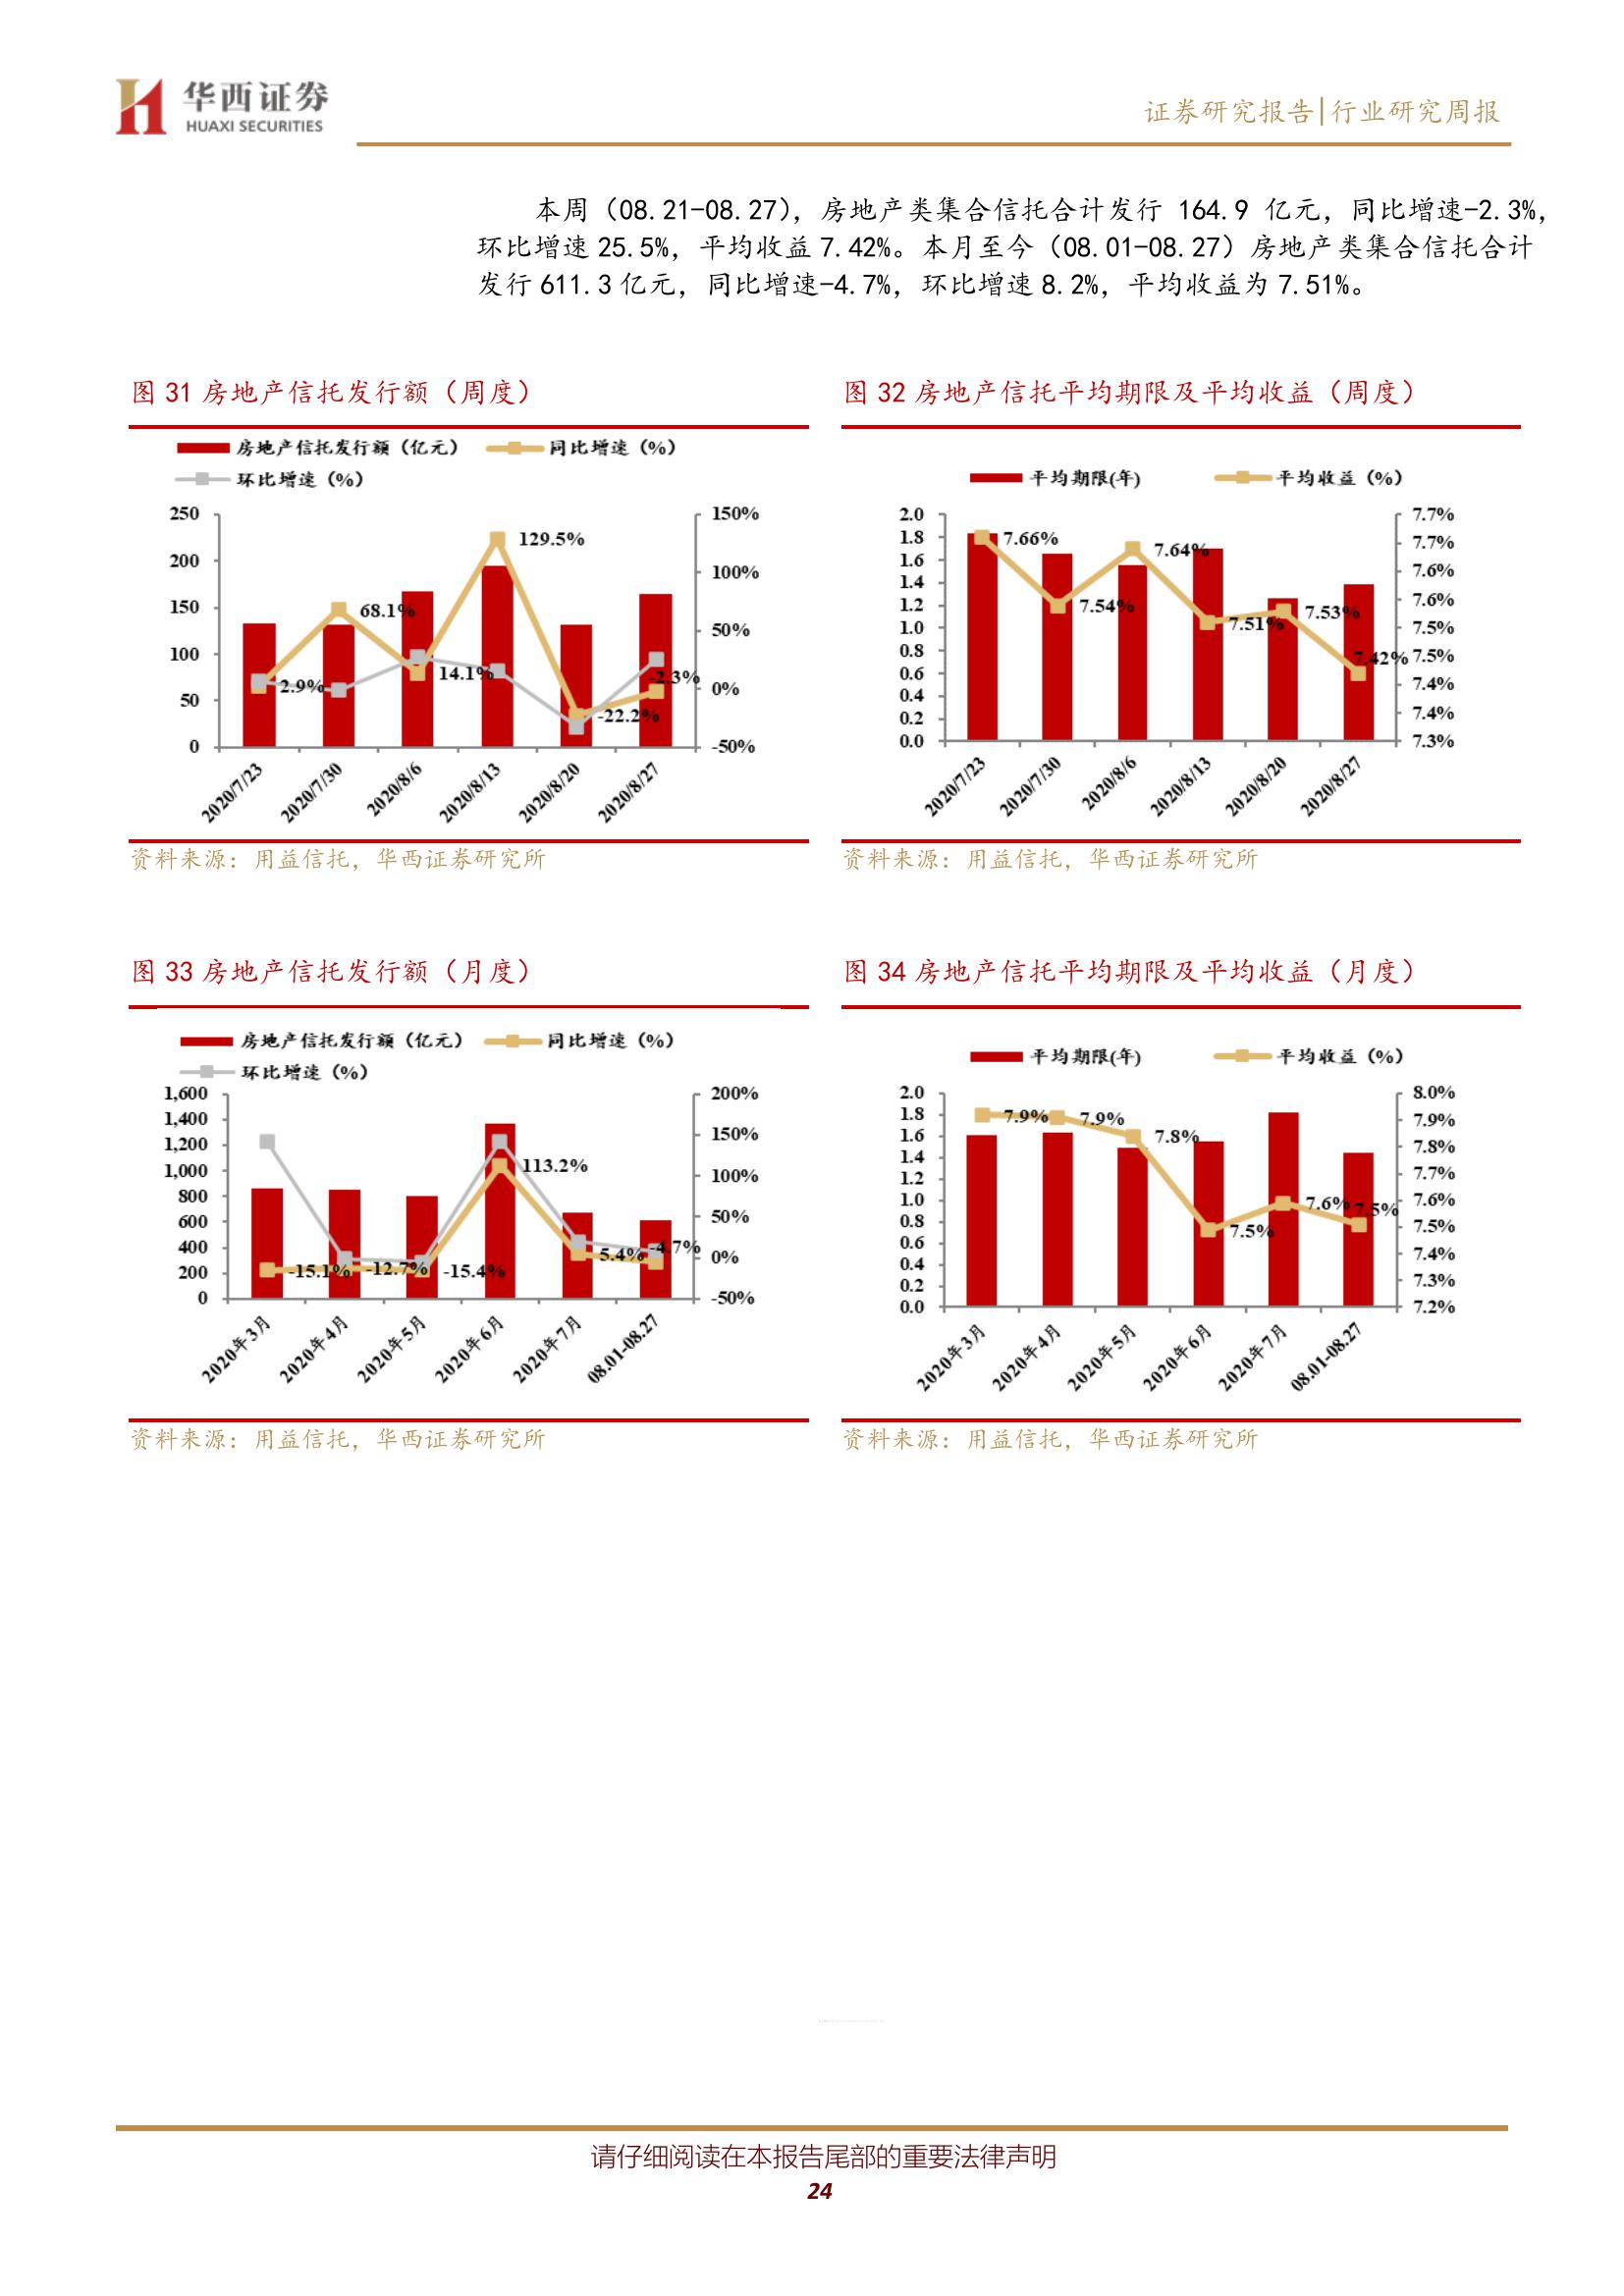 华西证券
HUAXI SECURITIES
证券研究报告|行业研究周报
本周（08.21-08.27），房地产类集合信托合计发行 164.9 亿元，同比增速-2.3%，
环比增速 25.5%，平均收益 7.42%。本月至今（08.01-08.27）房地产类集合信托合计
发行 611.3 亿元，同比增速-4.7%，环比增速 8.2%，平均收益为 7.51%。
图 31 房地产信托发行额（周度）
房地产信托发行额（亿元） 同比增速（%）
环比增速（%）
250 150%
129.5%
200 100%
150 68.1%
50%
100
14.1% -2.3%
2.9% 0%
50 -22.2%
0 -50%
2020/7/23 2020/7/30 2020/8/6 2020/8/13 2020/8/20 2020/8/27
资料来源：用益信托，华西证券研究所
图 32 房地产信托平均期限及平均收益（周度）
平均期限(年) 平均收益（%）
2.0 7.7%
1.8 7.66% 7.64% 7.7%
1.6 7.6%
1.4 7.54% 7.6%
1.2 7.51% 7.53% 7.5%
1.0 7.5%
0.8 7.42% 7.4%
0.6 7.4%
0.4 7.3%
0.2
0.0
2020/7/23 2020/7/30 2020/8/6 2020/8/13 2020/8/20 2020/8/27
资料来源：用益信托，华西证券研究所
图 33 房地产信托发行额（月度）
房地产信托发行额（亿元） 同比增速（%）
环比增速（%）
1,600 200%
1,400
1,200 150%
1,000 113.2% 100%
800
600 50%
400 5.4% -4.7% 0%
200 -15.1% -12.7% -15.4%
0 -50%
2020年3月 2020年4月 2020年5月 2020年6月 2020年7月 08.01-08.27
资料来源：用益信托，华西证券研究所
图 34 房地产信托平均期限及平均收益（月度）
平均期限(年) 平均收益（%）
2.0 8.0%
1.8 7.9% 7.9% 7.9%
1.6 7.8% 7.8%
1.4 7.7%
1.2
1.0 7.6% 7.5% 7.6%
0.8 7.5% 7.5%
0.6 7.4%
0.4 7.3%
0.2
0.0 7.2%
2020年3月 2020年4月 2020年5月 2020年6月 2020年7月 08.01-08.27
资料来源：用益信托，华西证券研究所
请仔细阅读在本报告尾部的重要法律声明
24